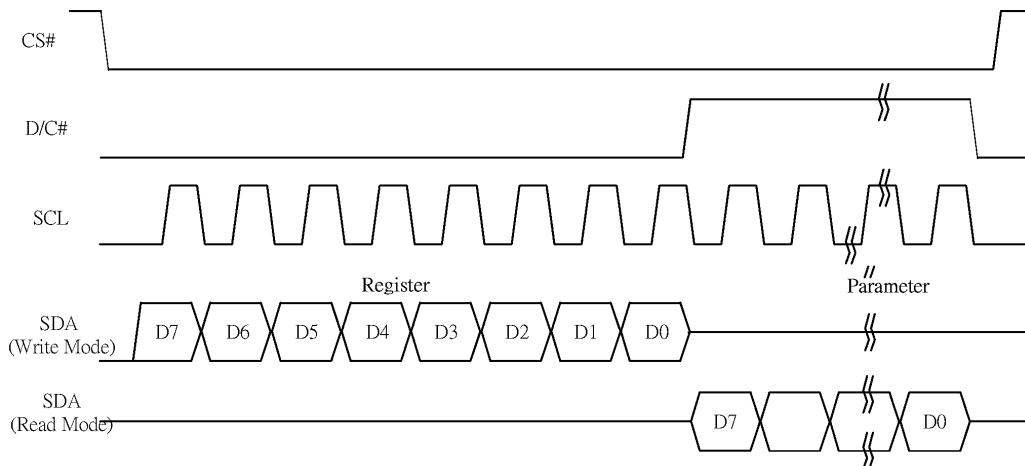 CS#
D/C#
SCL
Register
Parameter
SDA
(Write Mode)
D7 D6 D5 D4 D3 D2 D1 D0
SDA
(Read Mode)
D7 D0